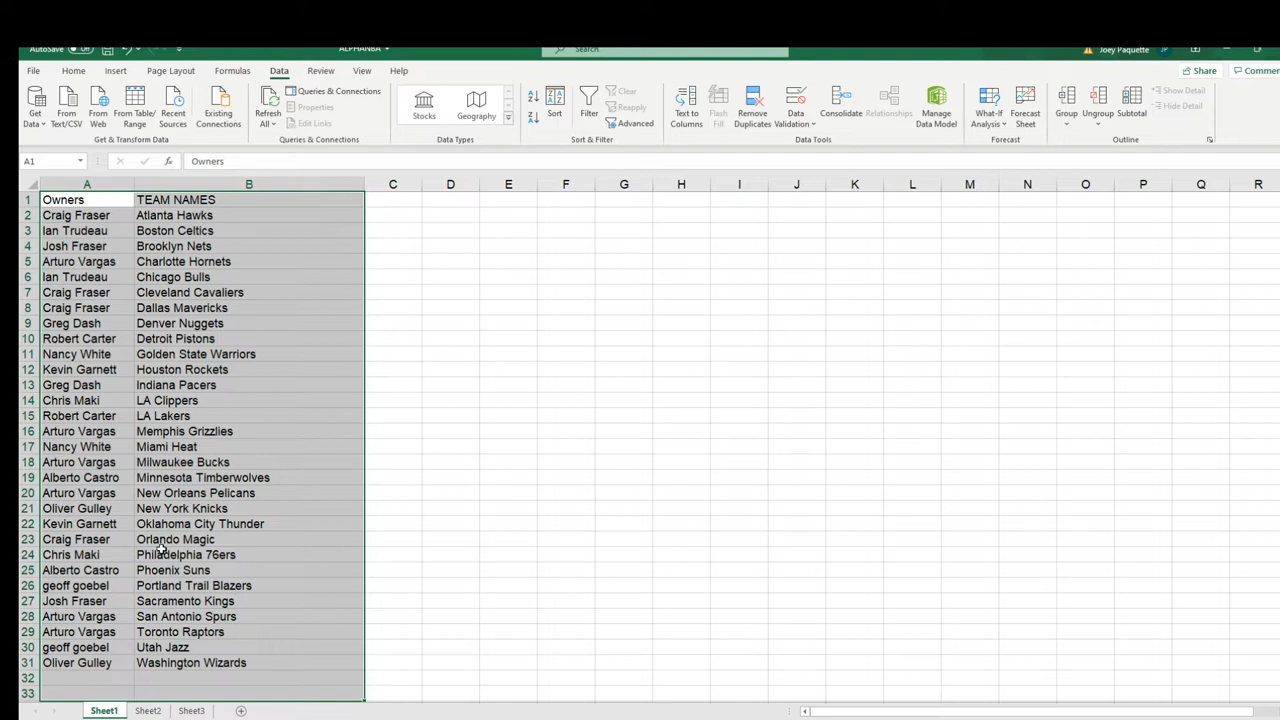 AutoSave Off ALPHANBA Search Joey Paquette
File Home Insert Page Layout Formulas Data Review View Help Share Commen
Get Data From Text/CSV From Web From Table/Range Recent Sources Existing Connections
Get & Transform Data
Refresh All Queries & Connections Properties Edit Links
Queries & Connections
Stocks Geography
Data Types
Sort Filter Clear Reapply Advanced
Sort & Filter
Text to Columns Flash Fill Remove Duplicates Data Validation Consolidate Relationships Manage Data Model
Data Tools
What-If Analysis Forecast Sheet
Forecast
Group Ungroup Subtotal Show Detail Hide Detail
Outline
A1 fx Owners
A B C D E F G H I J K L M N O P Q R
1 Owners TEAM NAMES
2 Craig Fraser Atlanta Hawks
3 Ian Trudeau Boston Celtics
4 Josh Fraser Brooklyn Nets
5 Arturo Vargas Charlotte Hornets
6 Ian Trudeau Chicago Bulls
7 Craig Fraser Cleveland Cavaliers
8 Craig Fraser Dallas Mavericks
9 Greg Dash Denver Nuggets
10 Robert Carter Detroit Pistons
11 Nancy White Golden State Warriors
12 Kevin Garnett Houston Rockets
13 Greg Dash Indiana Pacers
14 Chris Maki LA Clippers
15 Robert Carter LA Lakers
16 Arturo Vargas Memphis Grizzlies
17 Nancy White Miami Heat
18 Arturo Vargas Milwaukee Bucks
19 Alberto Castro Minnesota Timberwolves
20 Arturo Vargas New Orleans Pelicans
21 Oliver Gulley New York Knicks
22 Kevin Garnett Oklahoma City Thunder
23 Craig Fraser Orlando Magic
24 Chris Maki Philadelphia 76ers
25 Alberto Castro Phoenix Suns
26 geoff goebel Portland Trail Blazers
27 Josh Fraser Sacramento Kings
28 Arturo Vargas San Antonio Spurs
29 Arturo Vargas Toronto Raptors
30 geoff goebel Utah Jazz
31 Oliver Gulley Washington Wizards
32
33
Sheet1 Sheet2 Sheet3